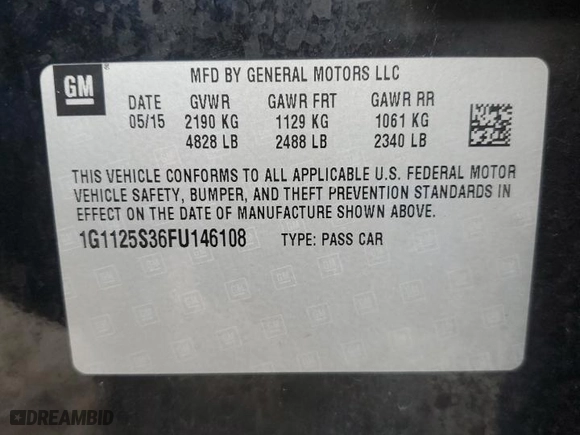 GM
MFD BY GENERAL MOTORS LLC
DATE GVWR GAWR FRT GAWR RR
05/15 2190 KG 1129 KG 1061 KG
4828 LB 2488 LB 2340 LB
THIS VEHICLE CONFORMS TO ALL APPLICABLE U.S. FEDERAL MOTOR
VEHICLE SAFETY, BUMPER, AND THEFT PREVENTION STANDARDS IN
EFFECT ON THE DATE OF MANUFACTURE SHOWN ABOVE.
1G1125S36FU146108 TYPE: PASS CAR
DREAMBID